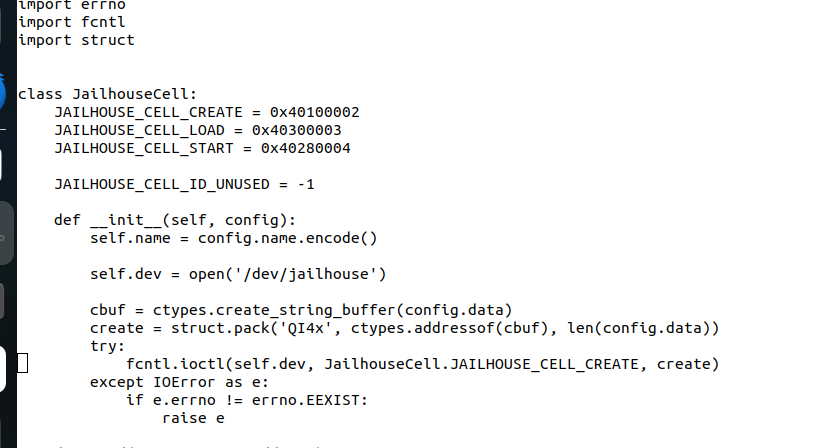 import errno
import fcntl
import struct
class JailhouseCell:
    JAILHOUSE_CELL_CREATE = 0x40100002
    JAILHOUSE_CELL_LOAD = 0x40300003
    JAILHOUSE_CELL_START = 0x40280004
    JAILHOUSE_CELL_ID_UNUSED = -1
    def __init__(self, config):
        self.name = config.name.encode()
        self.dev = open('/dev/jailhouse')
        cbuf = ctypes.create_string_buffer(config.data)
        create = struct.pack('QI4x', ctypes.addressof(cbuf), len(config.data))
        try:
            fcntl.ioctl(self.dev, JailhouseCell.JAILHOUSE_CELL_CREATE, create)
        except IOError as e:
            if e.errno != errno.EEXIST:
                raise e